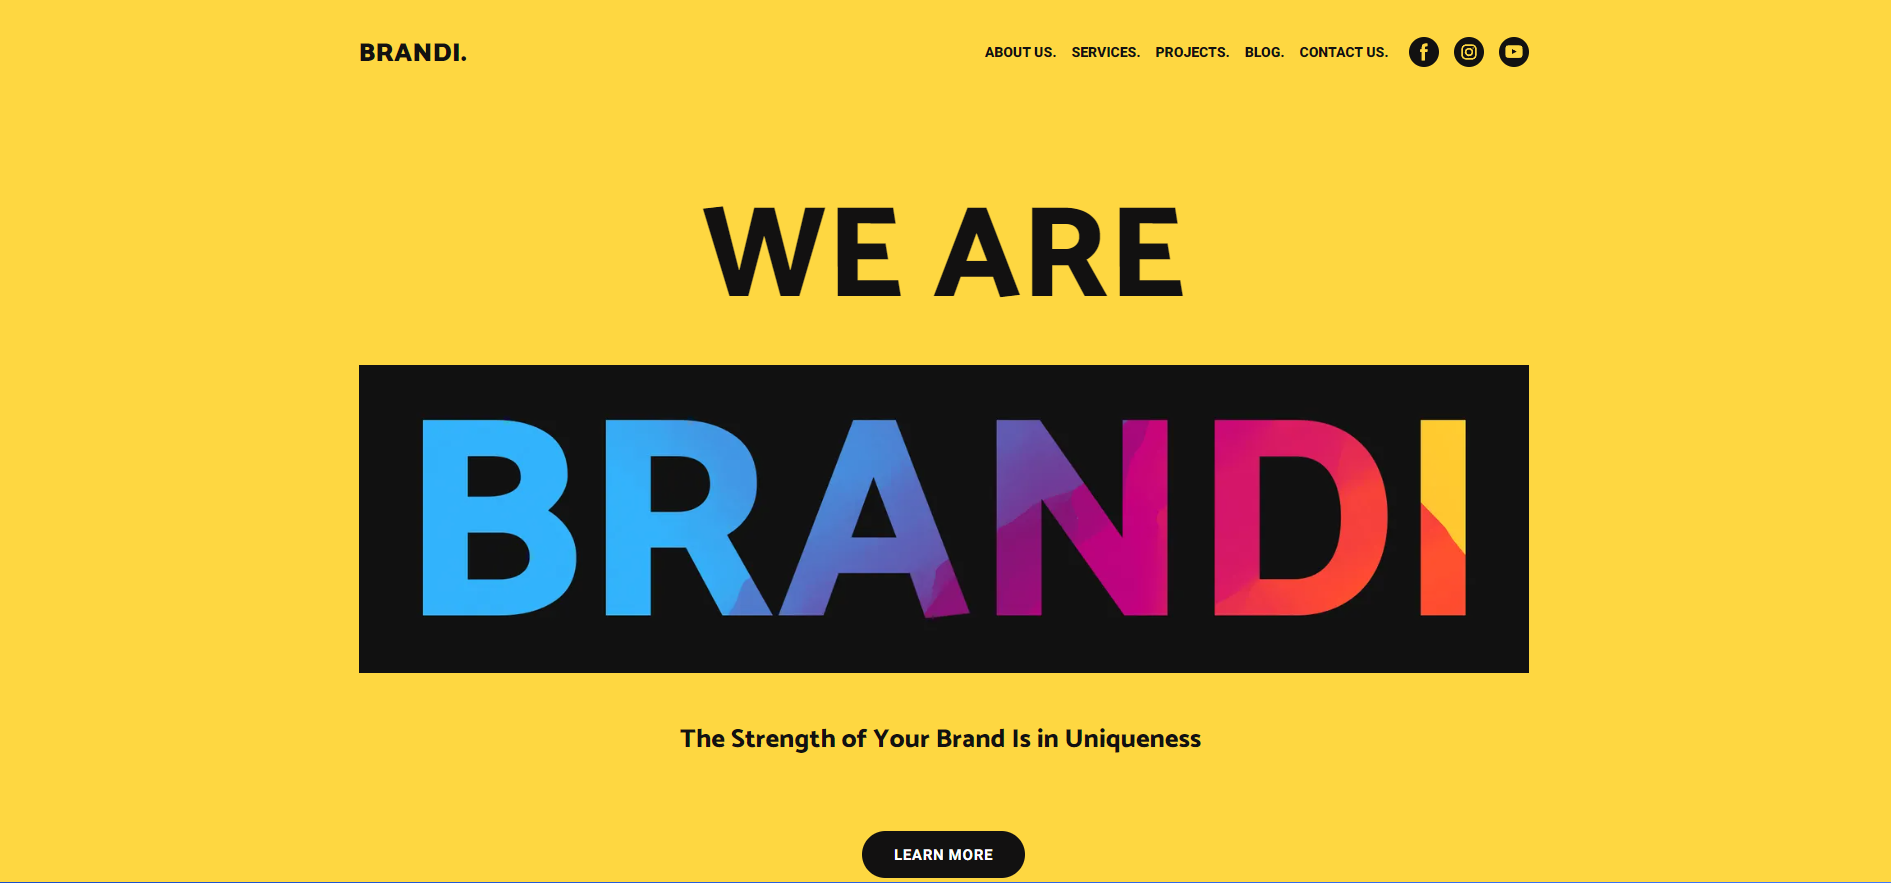 BRANDI.
ABOUT US. SERVICES. PROJECTS. BLOG. CONTACT US.
WE ARE
BRANDI
The Strength of Your Brand Is in Uniqueness
LEARN MORE